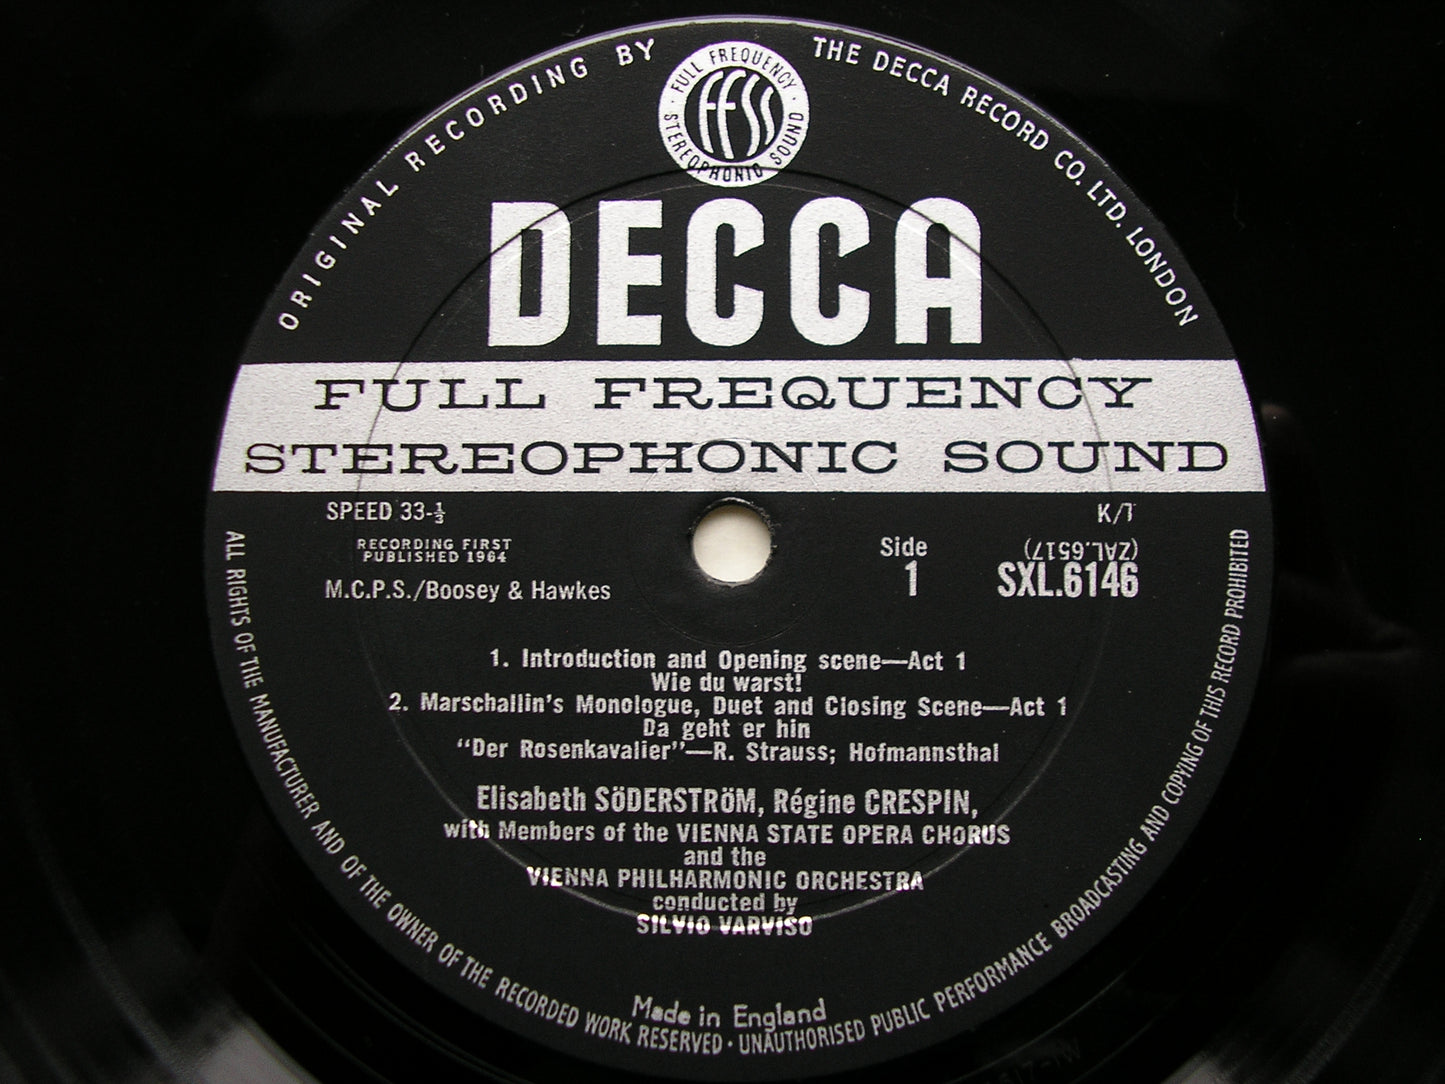 ORIGINAL RECORDING BY
THE DECCA RECORD CO. LTD. LONDON
FULL FREQUENCY
FFSS
STEREOPHONIC SOUND
DECCA
FULL FREQUENCY
STEREOPHONIC SOUND
SPEED 33-⅓
K/T
RECORDING FIRST
PUBLISHED 1964
Side
1
(ZAL.6517)
SXL.6146
M.C.P.S./Boosey & Hawkes
1. Introduction and Opening scene—Act 1
Wie du warst!
2. Marschallin's Monologue, Duet and Closing Scene—Act 1
Da geht er hin
"Der Rosenkavalier"—R. Strauss; Hofmannsthal
Elisabeth SÖDERSTRÖM, Régine CRESPIN,
with Members of the VIENNA STATE OPERA CHORUS
and the
VIENNA PHILHARMONIC ORCHESTRA
conducted by
SILVIO VARVISO
Made in England
ALL RIGHTS OF THE MANUFACTURER AND OF THE OWNER OF THE RECORDED WORK RESERVED · UNAUTHORISED PUBLIC PERFORMANCE BROADCASTING AND COPYING OF THIS RECORD PROHIBITED